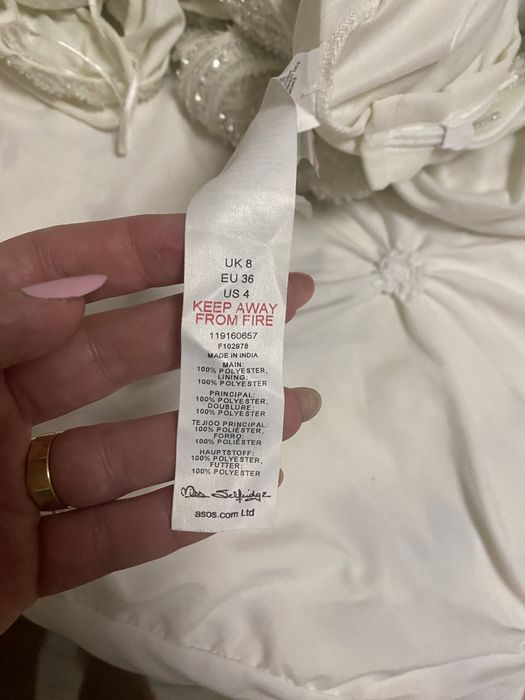 UK 8
EU 36
US 4
KEEP AWAY
FROM FIRE
119160657
F102978
MADE IN INDIA
MAIN:
100% POLYESTER,
LINING:
100% POLYESTER
PRINCIPAL:
100% POLYESTER,
DOUBLURE:
100% POLYESTER
TEJIDO PRINCIPAL:
100% POLIÉSTER,
FORRO:
100% POLIÉSTER
HAUPTSTOFF:
100% POLYESTER,
FUTTER:
100% POLYESTER
Miss Selfridge
asos.com Ltd